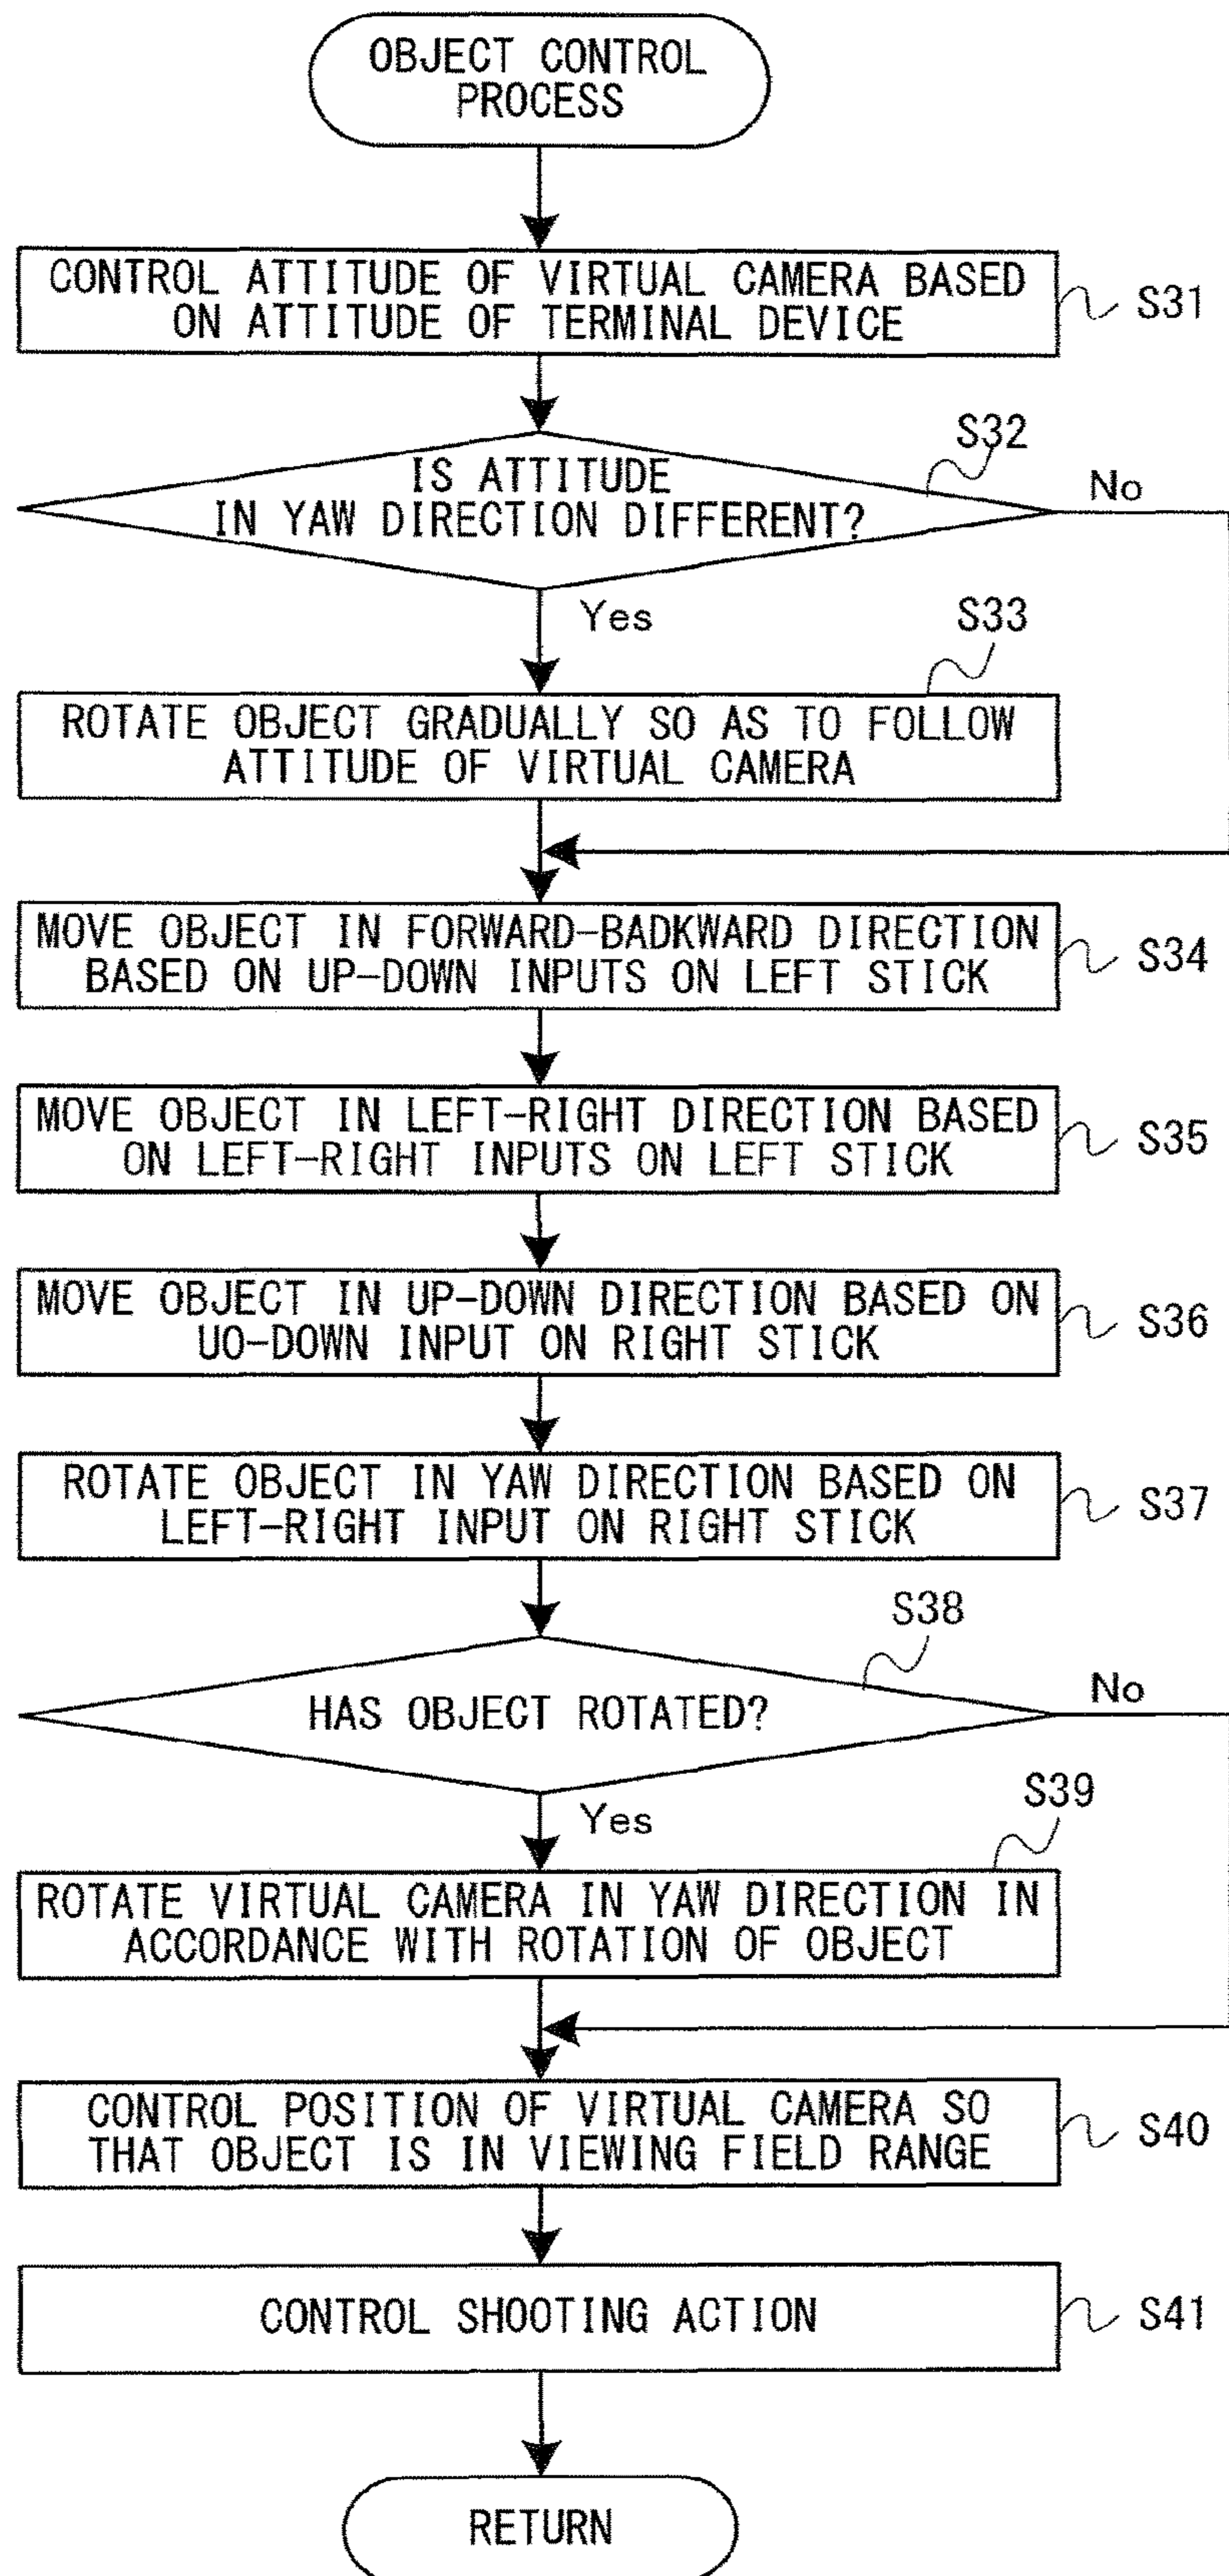 OBJECT CONTROL
PROCESS
CONTROL ATTITUDE OF VIRTUAL CAMERA BASED
ON ATTITUDE OF TERMINAL DEVICE
S31
S32
IS ATTITUDE
IN YAW DIRECTION DIFFERENT?
No
Yes
S33
ROTATE OBJECT GRADUALLY SO AS TO FOLLOW
ATTITUDE OF VIRTUAL CAMERA
MOVE OBJECT IN FORWARD-BADKWARD DIRECTION
BASED ON UP-DOWN INPUTS ON LEFT STICK
S34
MOVE OBJECT IN LEFT-RIGHT DIRECTION BASED
ON LEFT-RIGHT INPUTS ON LEFT STICK
S35
MOVE OBJECT IN UP-DOWN DIRECTION BASED ON
UO-DOWN INPUT ON RIGHT STICK
S36
ROTATE OBJECT IN YAW DIRECTION BASED ON
LEFT-RIGHT INPUT ON RIGHT STICK
S37
S38
HAS OBJECT ROTATED?
No
Yes
S39
ROTATE VIRTUAL CAMERA IN YAW DIRECTION IN
ACCORDANCE WITH ROTATION OF OBJECT
CONTROL POSITION OF VIRTUAL CAMERA SO
THAT OBJECT IS IN VIEWING FIELD RANGE
S40
CONTROL SHOOTING ACTION
S41
RETURN